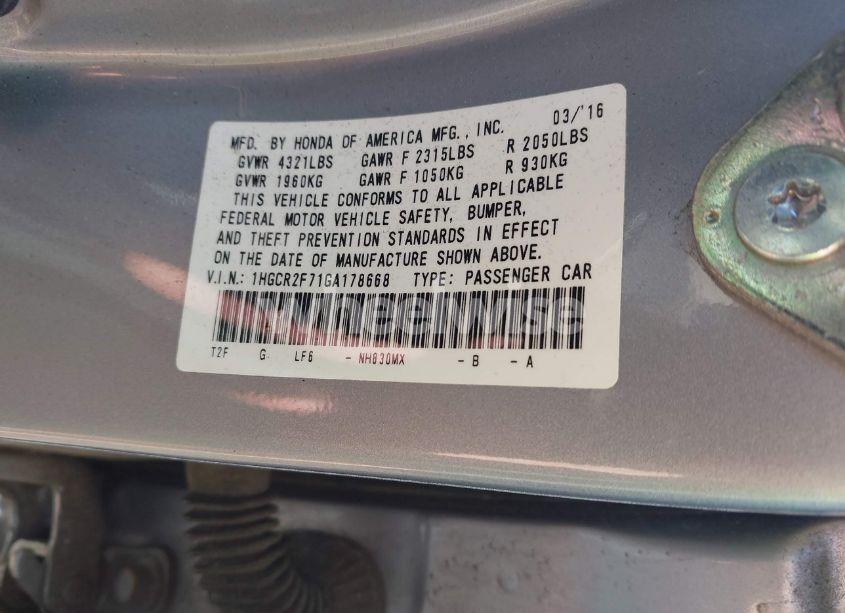 MFD. BY HONDA OF AMERICA MFG., INC. 03/'16
GVWR 4321LBS GAWR F 2315LBS R 2050LBS
GVWR 1960KG GAWR F 1050KG R 930KG
THIS VEHICLE CONFORMS TO ALL APPLICABLE
FEDERAL MOTOR VEHICLE SAFETY, BUMPER,
AND THEFT PREVENTION STANDARDS IN EFFECT
ON THE DATE OF MANUFACTURE SHOWN ABOVE.
V.I.N.: 1HGCR2F71GA178668 TYPE: PASSENGER CAR
T2F G LF6 - NH830MX - B - A